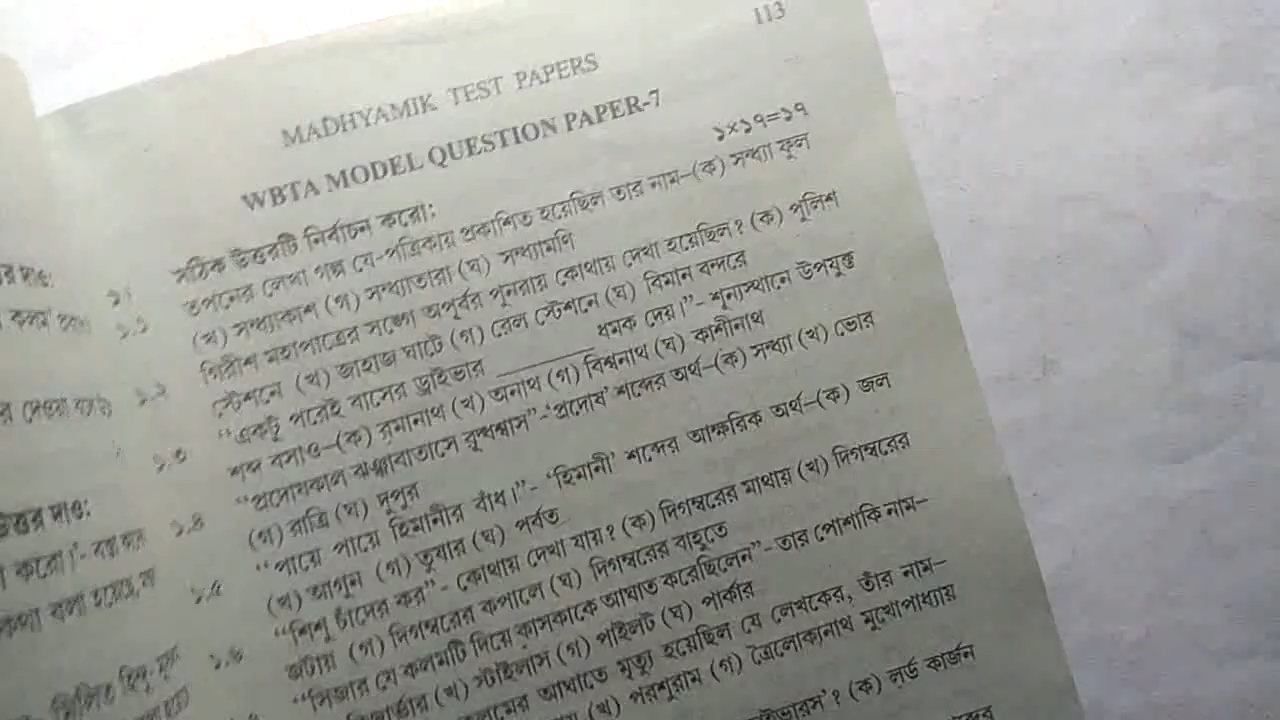 113
MADHYAMIK TEST PAPERS
WBTA MODEL QUESTION PAPER-7
সঠিক উত্তরটি নির্বাচন করো: ১×১৭=১৭
১।
তপনের লেখা গল্প যে-পত্রিকায় প্রকাশিত হয়েছিল তার নাম–(ক) সন্ধ্যা ফুল
১.১
(খ) সন্ধ্যাকাশ (গ) সন্ধ্যাতারা (ঘ) সন্ধ্যামণি
গিরীশ মহাপাত্রের সঙ্গে অপূর্বর পুনরায় কোথায় দেখা হয়েছিল? (ক) পুলিশ
১.২
স্টেশনে (খ) জাহাজ ঘাটে (গ) রেল স্টেশনে (ঘ) বিমান বন্দরে
“একটু পরেই বাসের ড্রাইভার ________ ধমক দেয়।”- শূন্যস্থানে উপযুক্ত
১.৩
শব্দ বসাও–(ক) রমানাথ (খ) অনাথ (গ) বিশ্বনাথ (ঘ) কাশীনাথ
“প্রদোষকাল ঝঞ্ঝাবাতাসে রুদ্ধশ্বাস”-‘প্রদোষ’ শব্দের অর্থ–(ক) সন্ধ্যা (খ) ভোর
১.৪
(গ) রাত্রি (ঘ) দুপুর
“পায়ে পায়ে হিমানীর বাঁধ।”- ‘হিমানী’ শব্দের আক্ষরিক অর্থ–(ক) জল
১.৫
(খ) আগুন (গ) তুষার (ঘ) পর্বত
“শিশু চাঁদের কর”- কোথায় দেখা যায়? (ক) দিগম্বরের মাথায় (খ) দিগম্বরের
১.৬
জটায় (গ) দিগম্বরের কপালে (ঘ) দিগম্বরের বাহুতে
“সিজার যে কলমটি দিয়ে কাসকাকে আঘাত করেছিলেন”-তার পোশাকি নাম–
(খ) স্টাইলাস (গ) পাইলট (ঘ) পার্কার
আঘাতে মৃত্যু হয়েছিল যে লেখকের, তাঁর নাম–
(খ) পরশুরাম (গ) ত্রৈলোক্যনাথ মুখোপাধ্যায়
(ক) লর্ড কার্জন